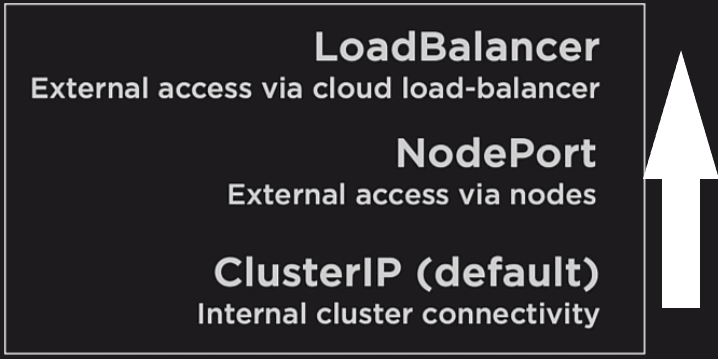 LoadBalancer
External access via cloud load-balancer
NodePort
External access via nodes
ClusterIP (default)
Internal cluster connectivity